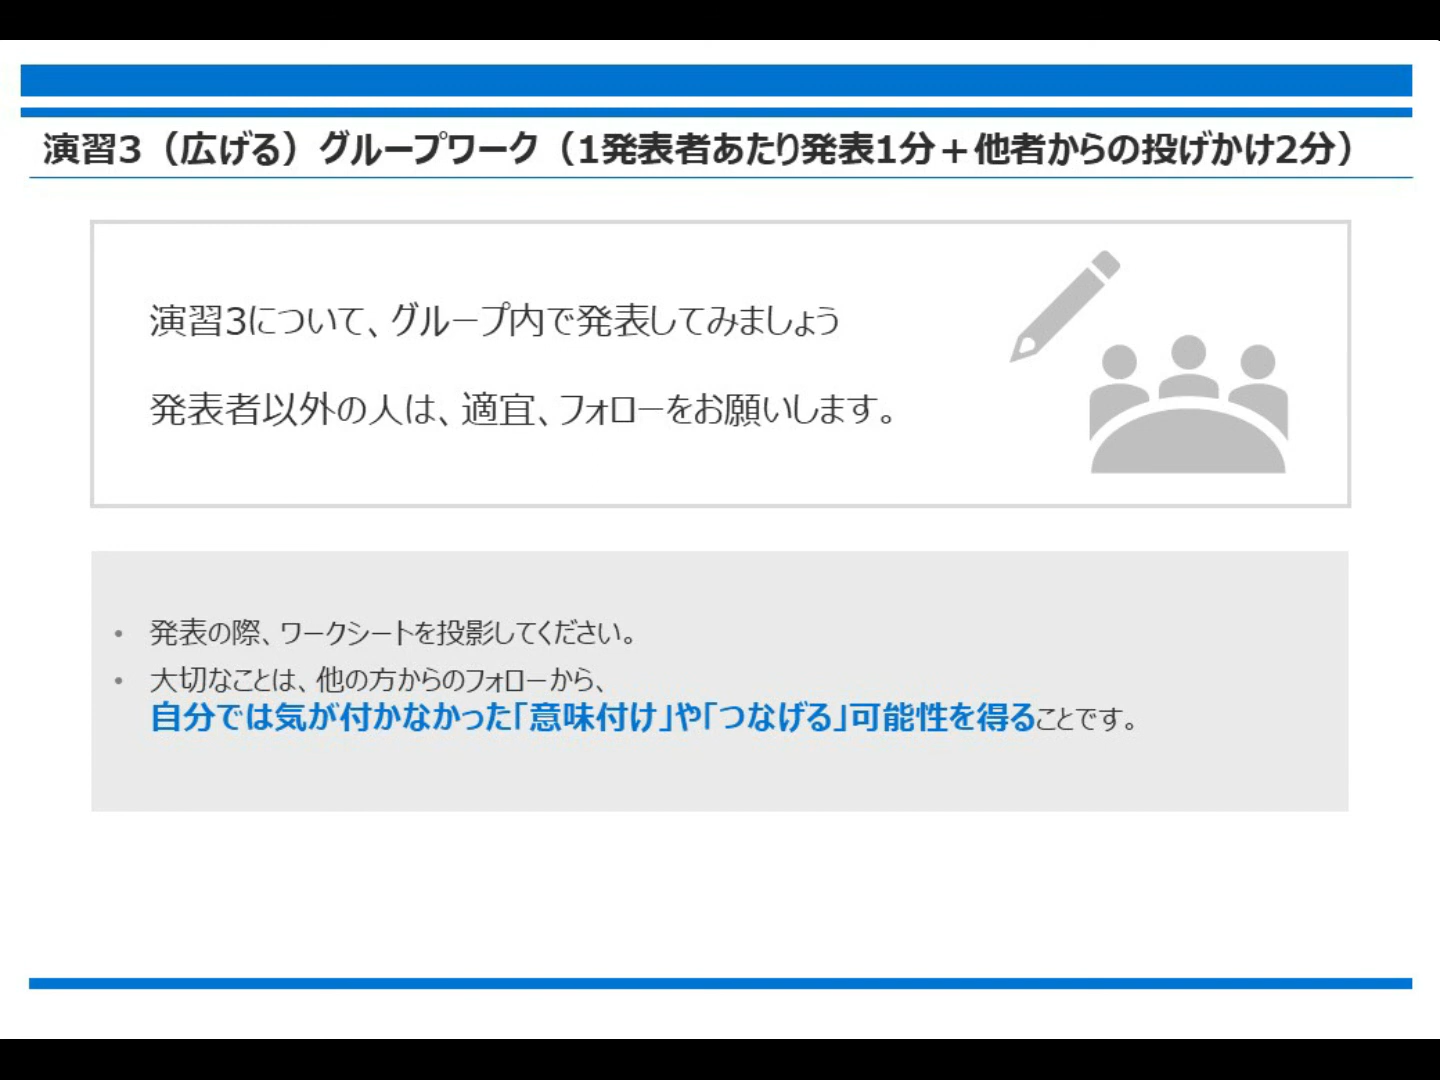 演習3（広げる）グループワーク（1発表者あたり発表1分＋他者からの投げかけ2分）
演習3について、グループ内で発表してみましょう
発表者以外の人は、適宜、フォローをお願いします。
• 発表の際、ワークシートを投影してください。
• 大切なことは、他の方からのフォローから、
自分では気が付かなかった「意味付け」や「つなげる」可能性を得ることです。